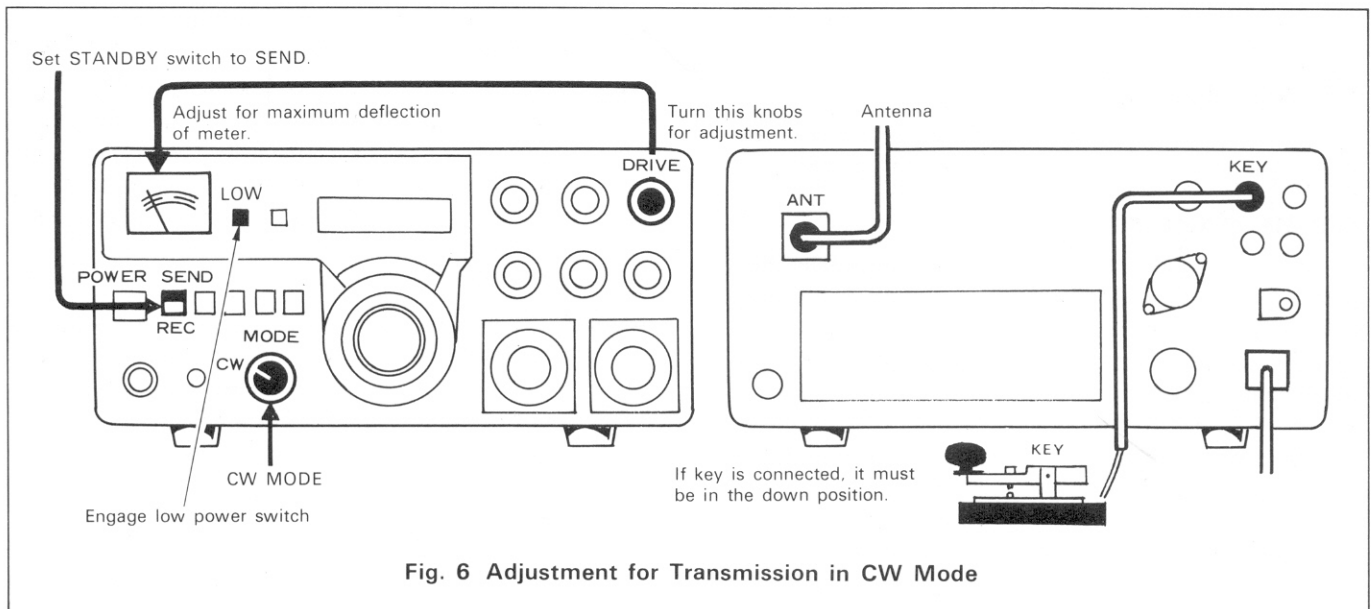 Set STANDBY switch to SEND.
Adjust for maximum deflection
of meter.
Turn this knobs
for adjustment.
Antenna
DRIVE
KEY
LOW
ANT
POWER SEND
REC
MODE
CW
CW MODE
Engage low power switch
If key is connected, it must
be in the down position.
KEY
Fig. 6 Adjustment for Transmission in CW Mode